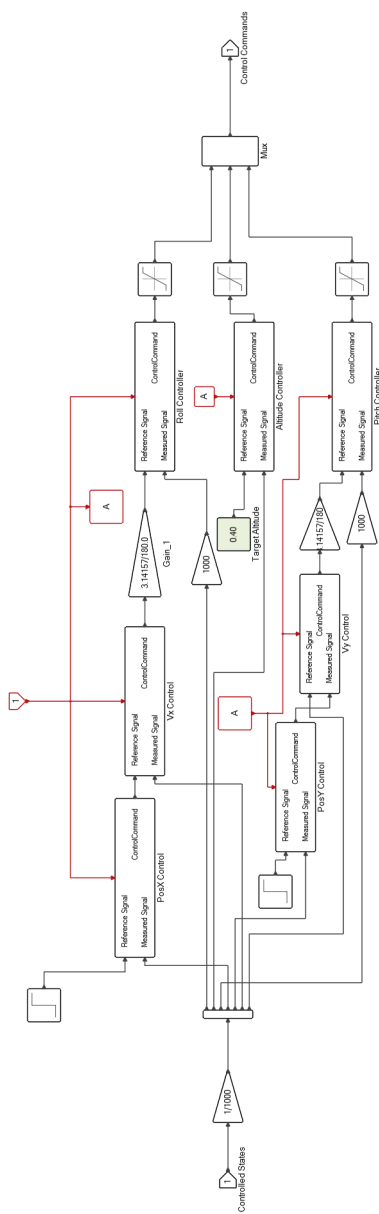 1
Reference Signal
ControlCommand
Measured Signal
PosX Control
Reference Signal
ControlCommand
Measured Signal
Vx Control
3.14157/180.0
Gain_1
A
Reference Signal
ControlCommand
Measured Signal
Roll Controller
1000
1
Controlled States
1/1000
0.40
Target Altitude
A
Reference Signal
ControlCommand
Measured Signal
Altitude Controller
Mux
1
Control Commands
A
Reference Signal
ControlCommand
Measured Signal
PosY Control
Reference Signal
ControlCommand
Measured Signal
Vy Control
.14157/180.
1000
Reference Signal
ControlCommand
Measured Signal
Pitch Controller